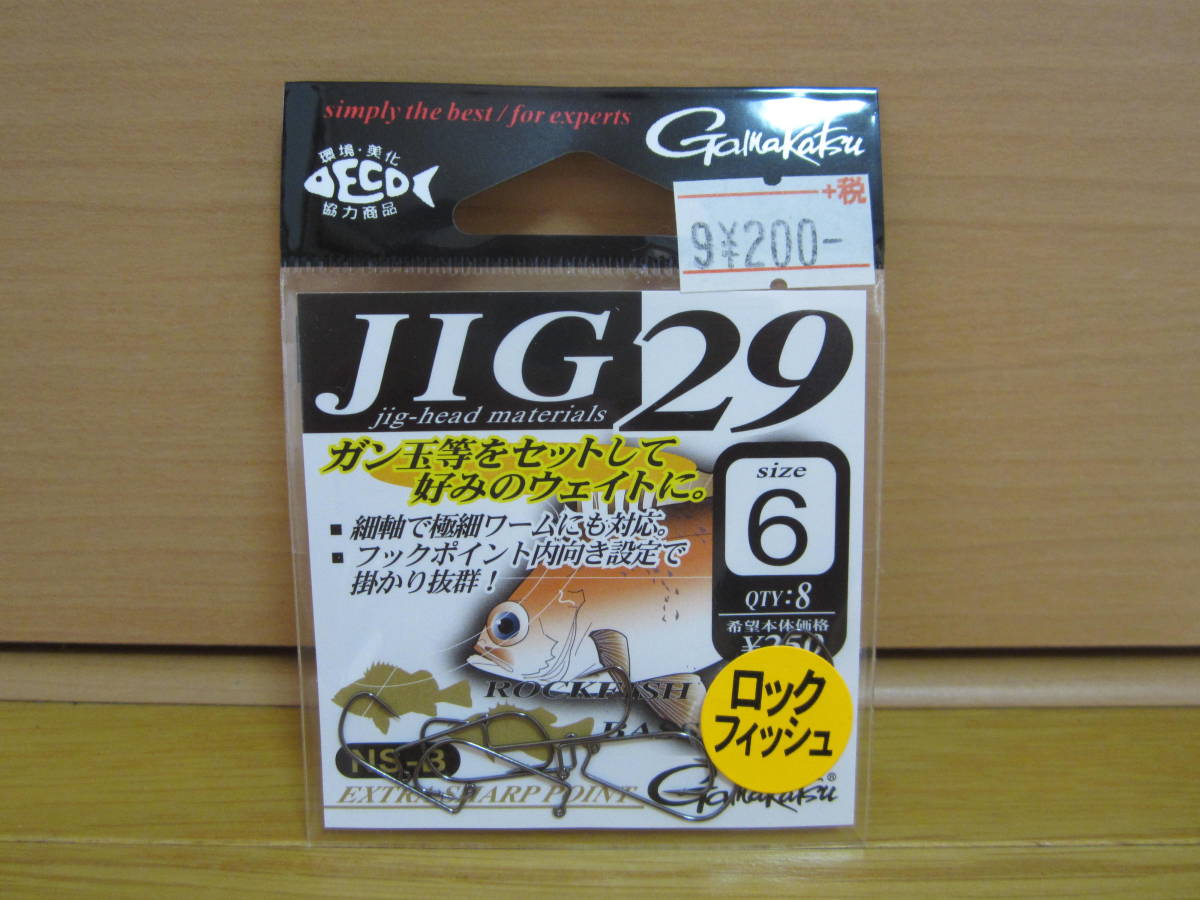 simply the best / for experts
Gamakatsu
環境・美化
ECO
協力商品
+税
9¥200-
JIG 29
jig-head materials
ガン玉等をセットして
好みのウェイトに。
■ 細軸で極細ワームにも対応。
■ フックポイント内向き設定で
掛かり抜群!
size
6
QTY:8
希望本体価格
ROCKFISH
ロック
フィッシュ
NS-B
EXTRA SHARP POINT
Gamakatsu®